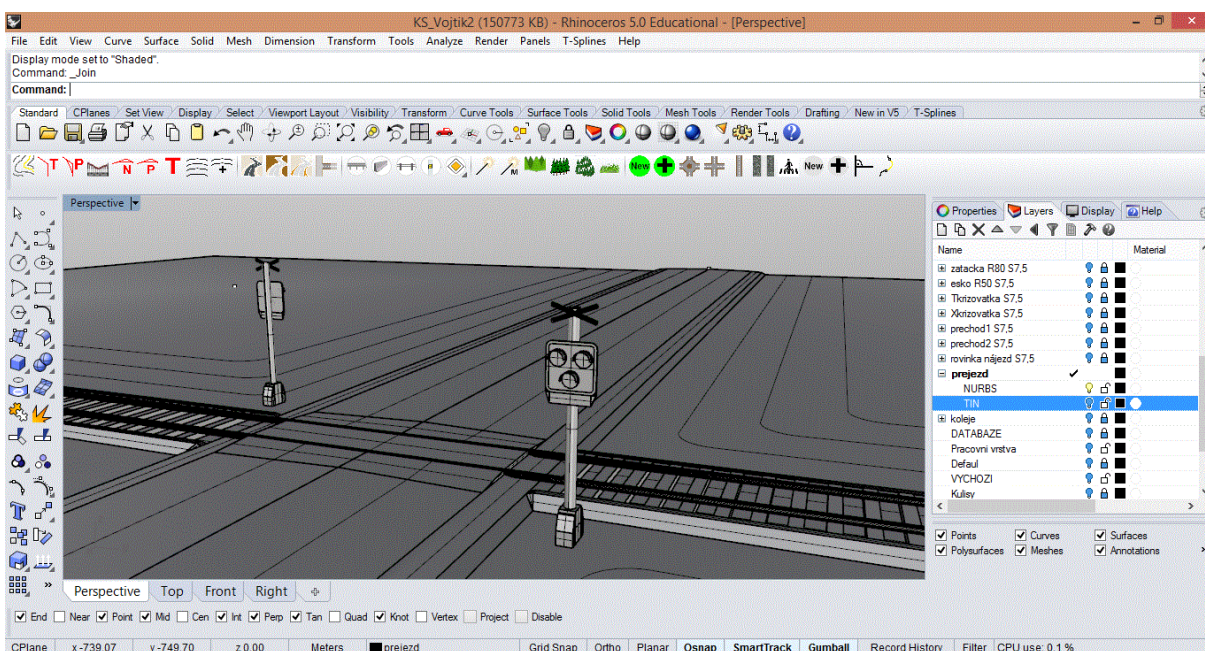 KS_Vojtik2 (150773 KB) - Rhinoceros 5.0 Educational - [Perspective]
File Edit View Curve Surface Solid Mesh Dimension Transform Tools Analyze Render Panels T-Splines Help
Display mode set to "Shaded".
Command: _Join
Command:
Standard CPlanes Set View Display Select Viewport Layout Visibility Transform Curve Tools Surface Tools Solid Tools Mesh Tools Render Tools Drafting New in V5 T-Splines
T P N P T M New New
Perspective
Properties Layers Display Help
Name Material
zatacka R80 S7,5
esko R50 S7,5
Tkrizovatka S7,5
Xkrizovatka S7,5
prechod1 S7,5
prechod2 S7,5
rovinka nájezd S7,5
prejezd
NURBS
TIN
koleje
DATABAZE
Pracovni vrstva
Defaul
VYCHOZI
Kulisy
Points Curves Surfaces
Polysurfaces Meshes Annotations
Perspective Top Front Right
End Near Point Mid Cen Int Perp Tan Quad Knot Vertex Project Disable
CPlane x -739.07 y -749.70 z 0.00 Meters prejezd Grid Snap Ortho Planar Osnap SmartTrack Gumball Record History Filter CPU use: 0.1 %